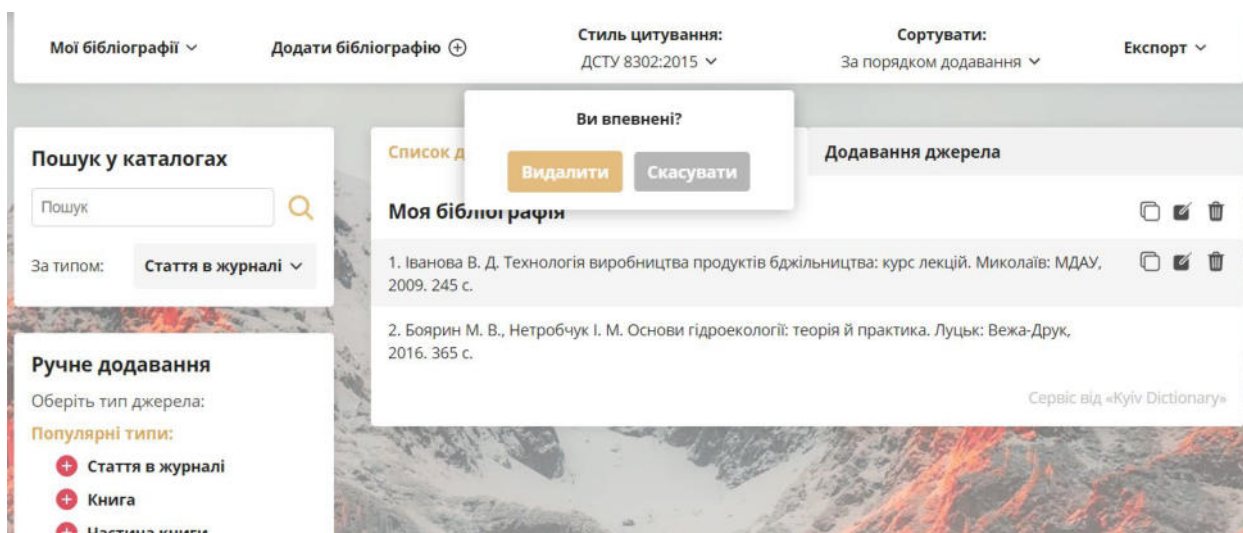 Мої бібліографії
Додати бібліографію
Стиль цитування:
ДСТУ 8302:2015
Сортувати:
За порядком додавання
Експорт
Ви впевнені?
Видалити
Скасувати
Пошук у каталогах
Пошук
За типом:
Стаття в журналі
Ручне додавання
Оберіть тип джерела:
Популярні типи:
Стаття в журналі
Книга
Частина книги
Список д
Додавання джерела
Моя бібліографія
1. Іванова В. Д. Технологія виробництва продуктів бджільництва: курс лекцій. Миколаїв: МДАУ,
2009. 245 с.
2. Боярин М. В., Нетробчук І. М. Основи гідроекології: теорія й практика. Луцьк: Вежа-Друк,
2016. 365 с.
Сервіс від «Kyiv Dictionary»